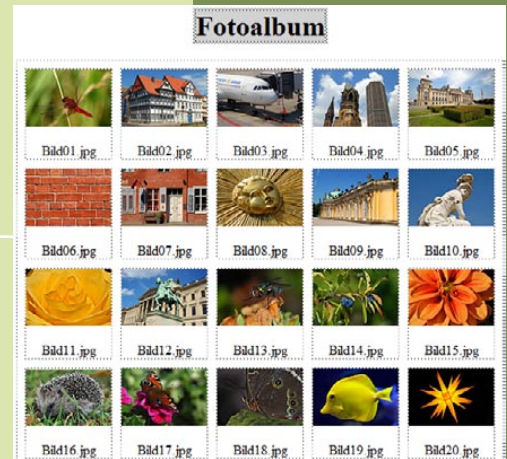 Fotoalbum
Bild01.jpg Bild02.jpg Bild03.jpg Bild04.jpg Bild05.jpg
Bild06.jpg Bild07.jpg Bild08.jpg Bild09.jpg Bild10.jpg
Bild11.jpg Bild12.jpg Bild13.jpg Bild14.jpg Bild15.jpg
Bild16.jpg Bild17.jpg Bild18.jpg Bild19.jpg Bild20.jpg